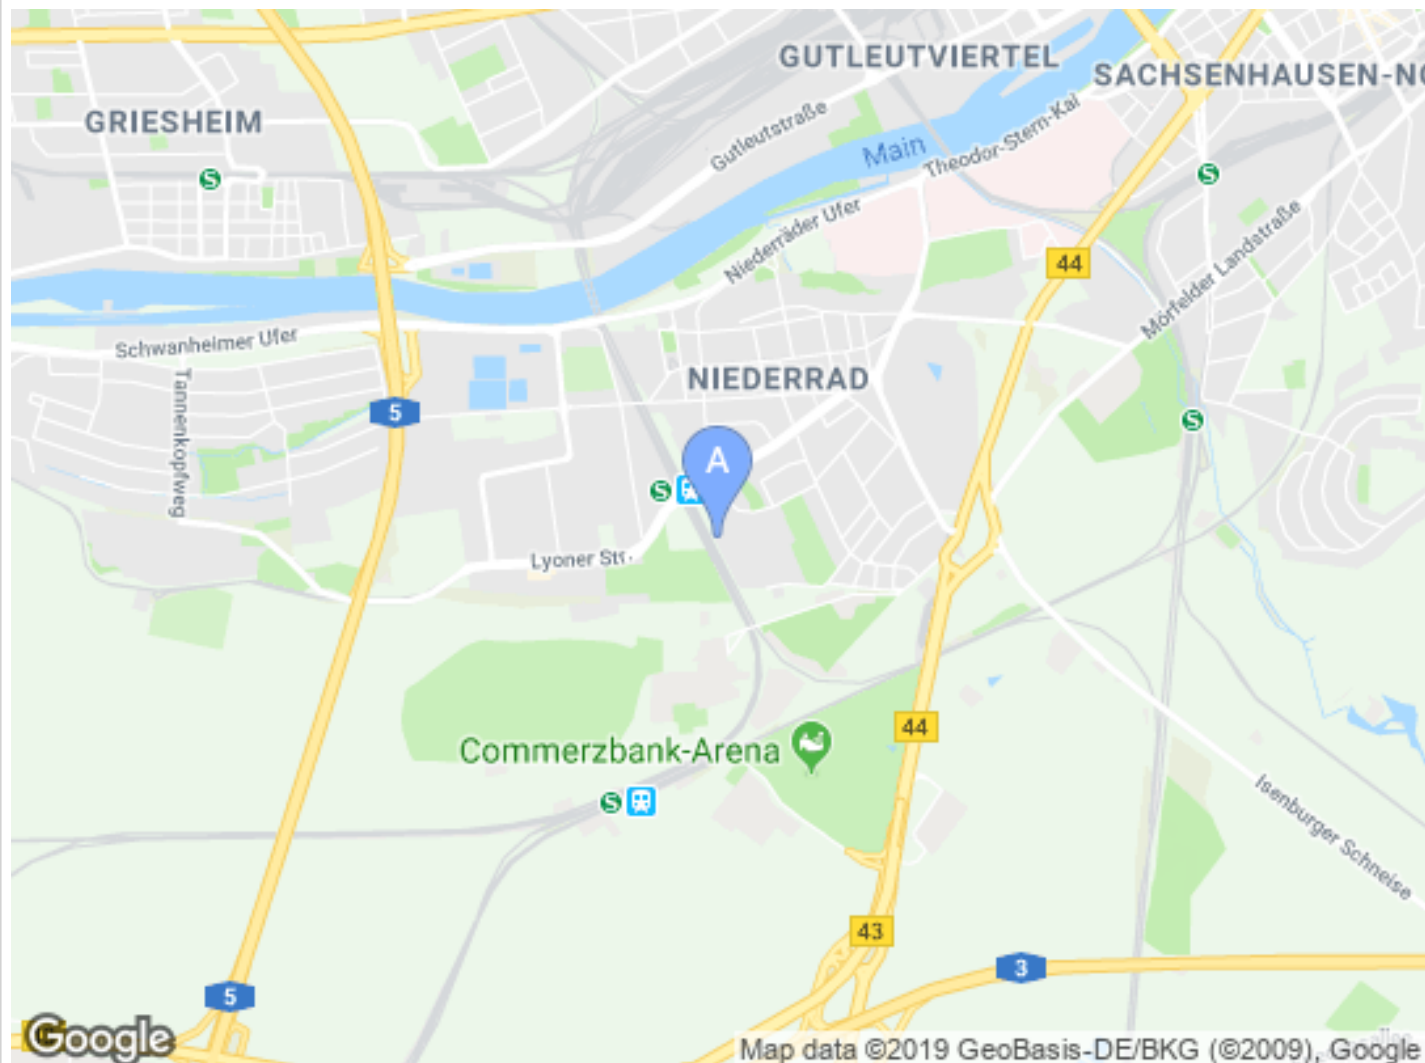 GUTLEUTVIERTEL
SACHSENHAUSEN-NO
GRIESHEIM
Gutleutstraße
Main
Theodor-Stern-Kai
S
S
Niederräder Ufer
Mörfelder Landstraße
44
Schwanheimer Ufer
Tannenkopfweg
NIEDERRAD
5
S
A
S
Lyoner Str.
44
Commerzbank-Arena
S
Isenburger Schneise
43
3
5
Google
Map data ©2019 GeoBasis-DE/BKG (©2009), Google